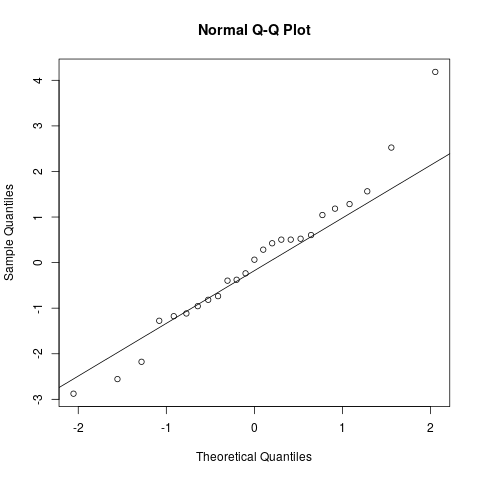 Normal Q-Q Plot
4
3
2
1
0
-1
-2
-3
Sample Quantiles
-2 -1 0 1 2
Theoretical Quantiles